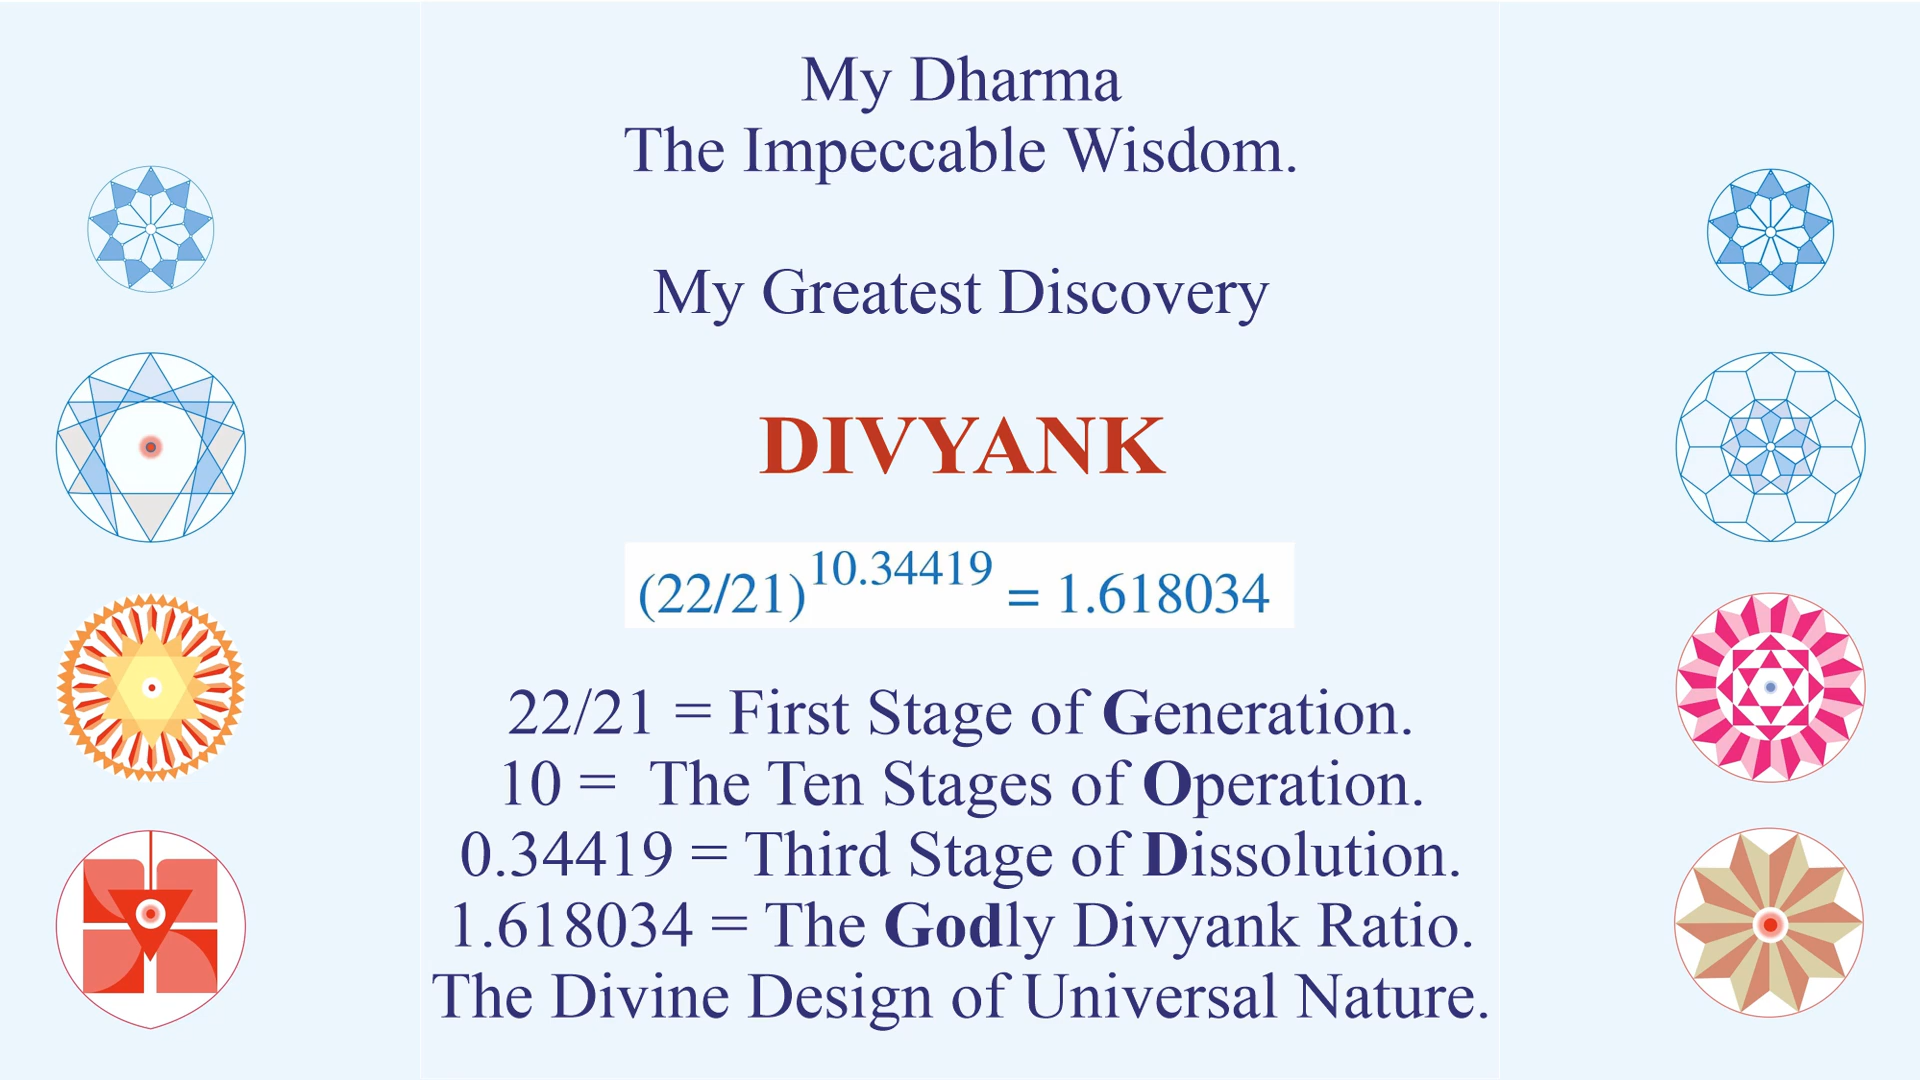 My Dharma
The Impeccable Wisdom.
My Greatest Discovery
DIVYANK
(22/21)^10.34419 = 1.618034
22/21 = First Stage of Generation.
10 = The Ten Stages of Operation.
0.34419 = Third Stage of Dissolution.
1.618034 = The Godly Divyank Ratio.
The Divine Design of Universal Nature.